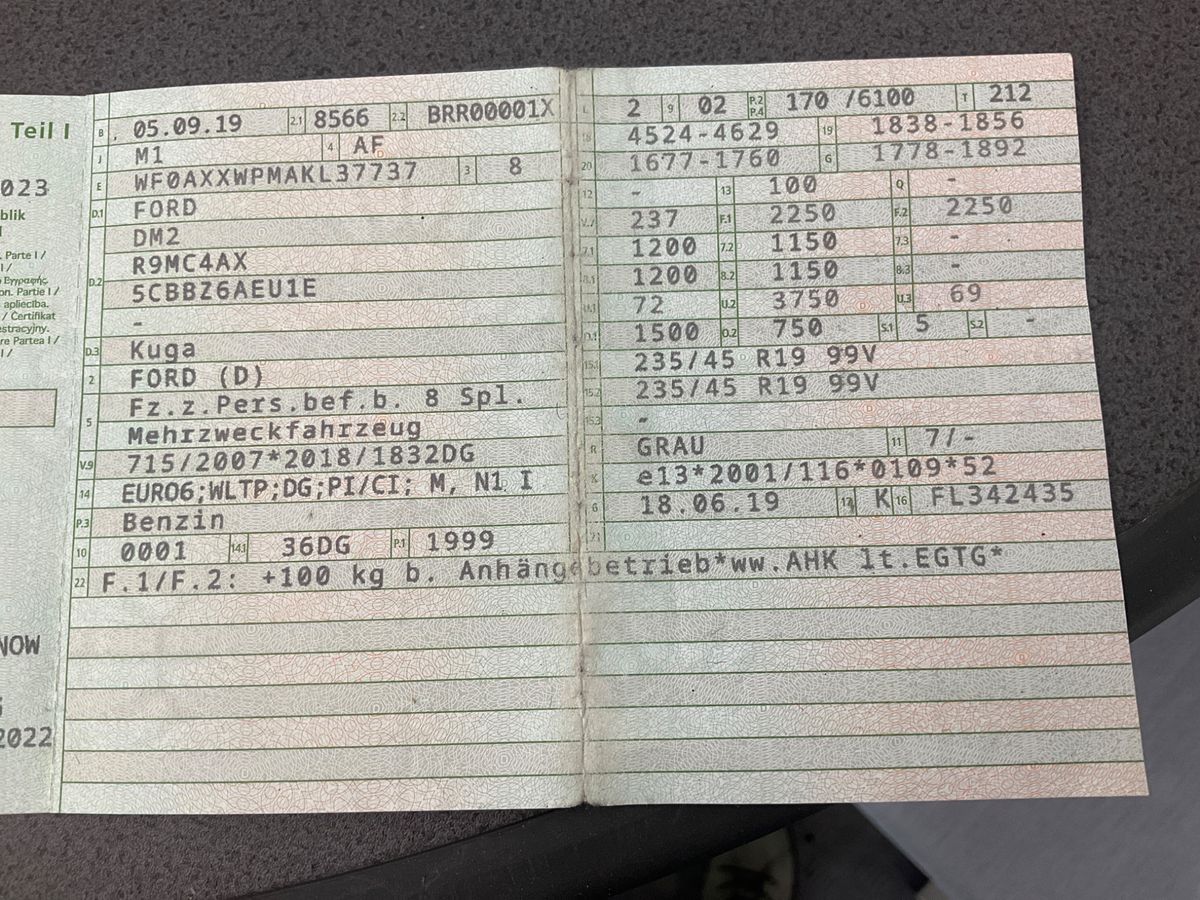 Teil I
023
blik
. Parte I /
I /
ο Εγγραφής.
on. Partie I /
apliecība.
/ Certifikat
estracyjny.
re Partea I /
I /
NOW
2022
B 05.09.19 2.1 8566 2.2 BRR00001X
J M1 4 AF
E WF0AXXWPMAKL37737 3 8
D.1 FORD
DM2
D.2 R9MC4AX
5CBBZ6AEU1E
-
D.3 Kuga
2 FORD (D)
5 Fz.z.Pers.bef.b. 8 Spl.
Mehrzweckfahrzeug
V.9 715/2007*2018/1832DG
14 EURO6;WLTP;DG;PI/CI; M, N1 I
P.3 Benzin
10 0001 14.1 36DG P.1 1999
22 F.1/F.2: +100 kg b. Anhängebetrieb*ww.AHK lt.EGTG*
L 2 9 02 P.2 P.4 170 /6100 T 212
18 4524-4629 19 1838-1856
20 1677-1760 G 1778-1892
12 - 13 100 Q -
V.7 237 F.1 2250 F.2 2250
7.1 1200 7.2 1150 7.3 -
8.1 1200 8.2 1150 8.3 -
U.1 72 U.2 3750 U.3 69
O.1 1500 O.2 750 S.1 5 S.2 -
15.1 235/45 R19 99V
15.2 235/45 R19 99V
15.3 -
R GRAU 11 7/-
K e13*2001/116*0109*52
6 18.06.19 17 K 16 FL342435
21